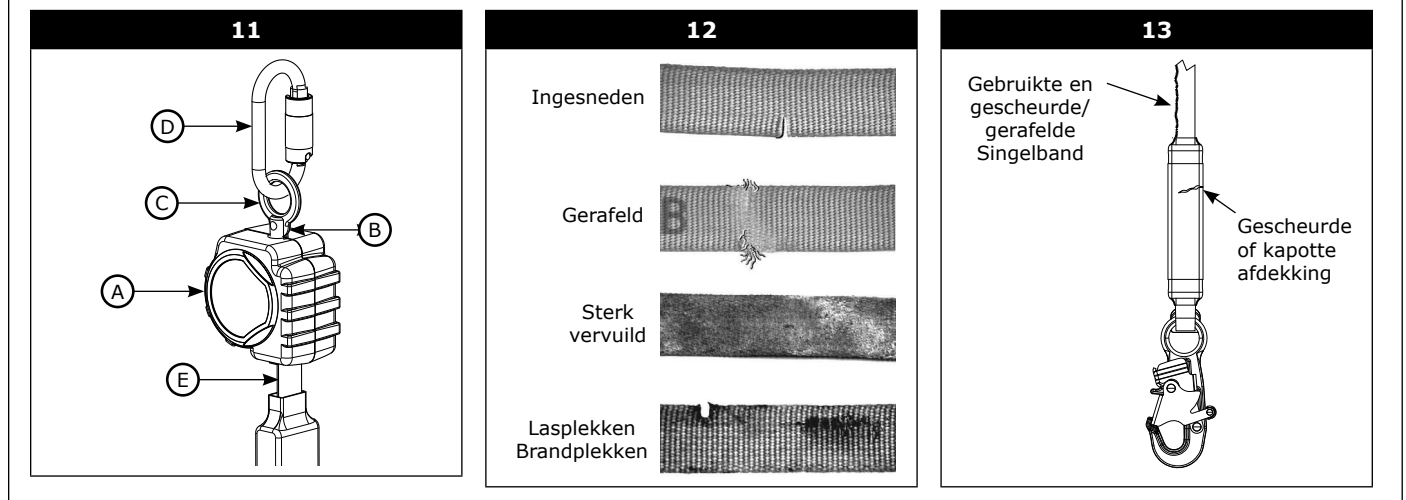 11
D
C
B
A
E
12
Ingesneden
Gerafeld
B
Sterk
vervuild
Lasplekken
Brandplekken
13
Gebruikte en
gescheurde/
gerafelde
Singelband
Gescheurde
of kapotte
afdekking